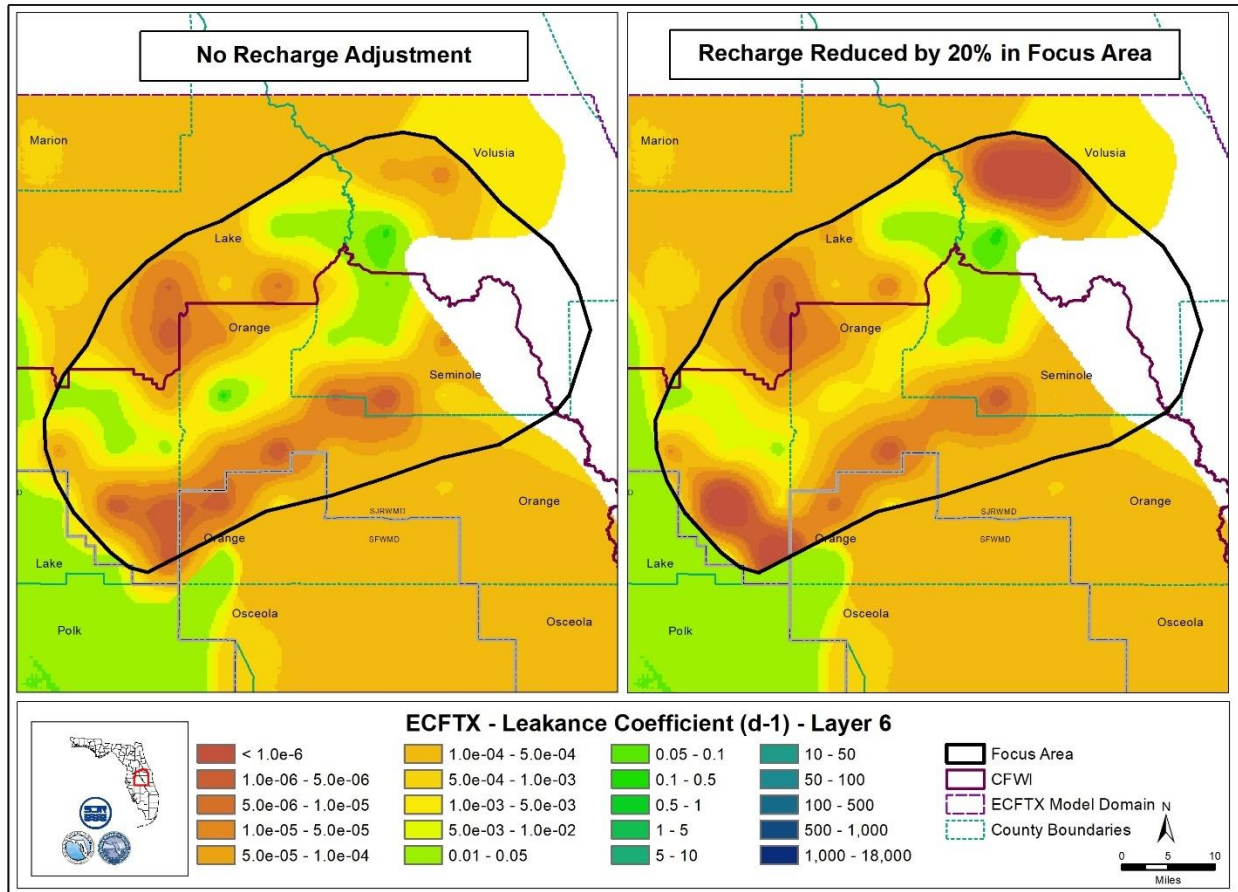 No Recharge Adjustment
Marion
Volusia
Lake
Orange
Seminole
Orange
SJRWMD
Orange
SFWMD
Lake
Osceola
Osceola
Polk
Recharge Reduced by 20% in Focus Area
Marion
Volusia
Lake
Orange
Seminole
Orange
SJRWMD
Orange
SFWMD
Lake
Osceola
Osceola
Polk
ECFTX - Leakance Coefficient (d-1) - Layer 6
< 1.0e-6
1.0e-06 - 5.0e-06
5.0e-06 - 1.0e-05
1.0e-05 - 5.0e-05
5.0e-05 - 1.0e-04
1.0e-04 - 5.0e-04
5.0e-04 - 1.0e-03
1.0e-03 - 5.0e-03
5.0e-03 - 1.0e-02
0.01 - 0.05
0.05 - 0.1
0.1 - 0.5
0.5 - 1
1 - 5
5 - 10
10 - 50
50 - 100
100 - 500
500 - 1,000
1,000 - 18,000
Focus Area
CFWI
ECFTX Model Domain
County Boundaries
N
0 5 10
Miles